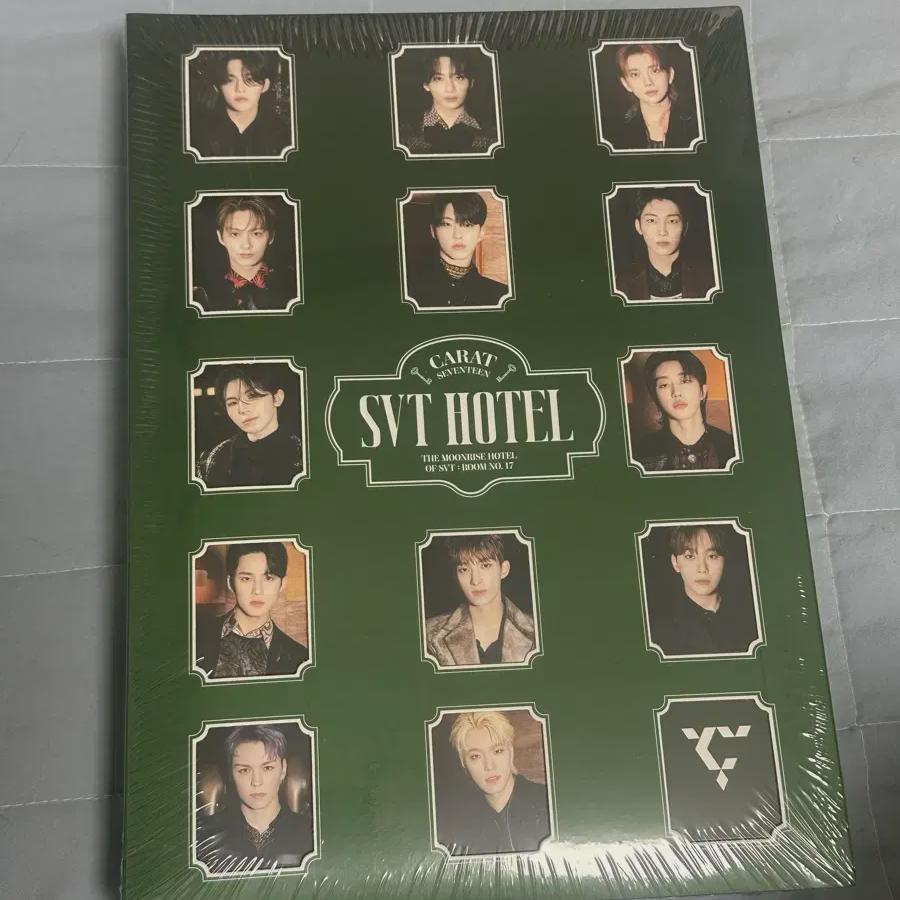 CARAT
SEVENTEEN
SVT HOTEL
THE MOONRISE HOTEL
OF SVT : ROOM NO. 17